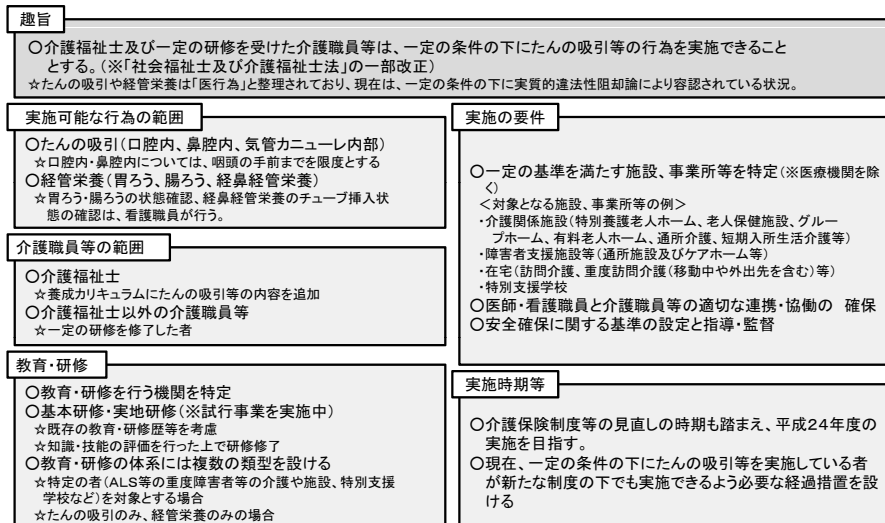 趣旨
○介護福祉士及び一定の研修を受けた介護職員等は、一定の条件の下にたんの吸引等の行為を実施できること
とする。(※「社会福祉士及び介護福祉士法」の一部改正)
☆たんの吸引や経管栄養は「医行為」と整理されており、現在は、一定の条件の下に実質的違法性阻却論により容認されている状況。
実施可能な行為の範囲
○たんの吸引(口腔内、鼻腔内、気管カニューレ内部)
☆口腔内・鼻腔内については、咽頭の手前までを限度とする
○経管栄養(胃ろう、腸ろう、経鼻経管栄養)
☆胃ろう・腸ろうの状態確認、経鼻経管栄養のチューブ挿入状
態の確認は、看護職員が行う。
介護職員等の範囲
○介護福祉士
☆養成カリキュラムにたんの吸引等の内容を追加
○介護福祉士以外の介護職員等
☆一定の研修を修了した者
教育・研修
○教育・研修を行う機関を特定
○基本研修・実地研修(※試行事業を実施中)
☆既存の教育・研修歴等を考慮
☆知識・技能の評価を行った上で研修修了
○教育・研修の体系には複数の類型を設ける
☆特定の者(ALS等の重度障害者等の介護や施設、特別支援
学校など)を対象とする場合
☆たんの吸引のみ、経管栄養のみの場合
実施の要件
○一定の基準を満たす施設、事業所等を特定(※医療機関を除
く)
<対象となる施設、事業所等の例>
・介護関係施設(特別養護老人ホーム、老人保健施設、グルー
プホーム、有料老人ホーム、通所介護、短期入所生活介護等)
・障害者支援施設等(通所施設及びケアホーム等)
・在宅(訪問介護、重度訪問介護(移動中や外出先を含む)等)
・特別支援学校
○医師・看護職員と介護職員等の適切な連携・協働の 確保
○安全確保に関する基準の設定と指導・監督
実施時期等
○介護保険制度等の見直しの時期も踏まえ、平成24年度の
実施を目指す。
○現在、一定の条件の下にたんの吸引等を実施している者
が新たな制度の下でも実施できるよう必要な経過措置を設
ける